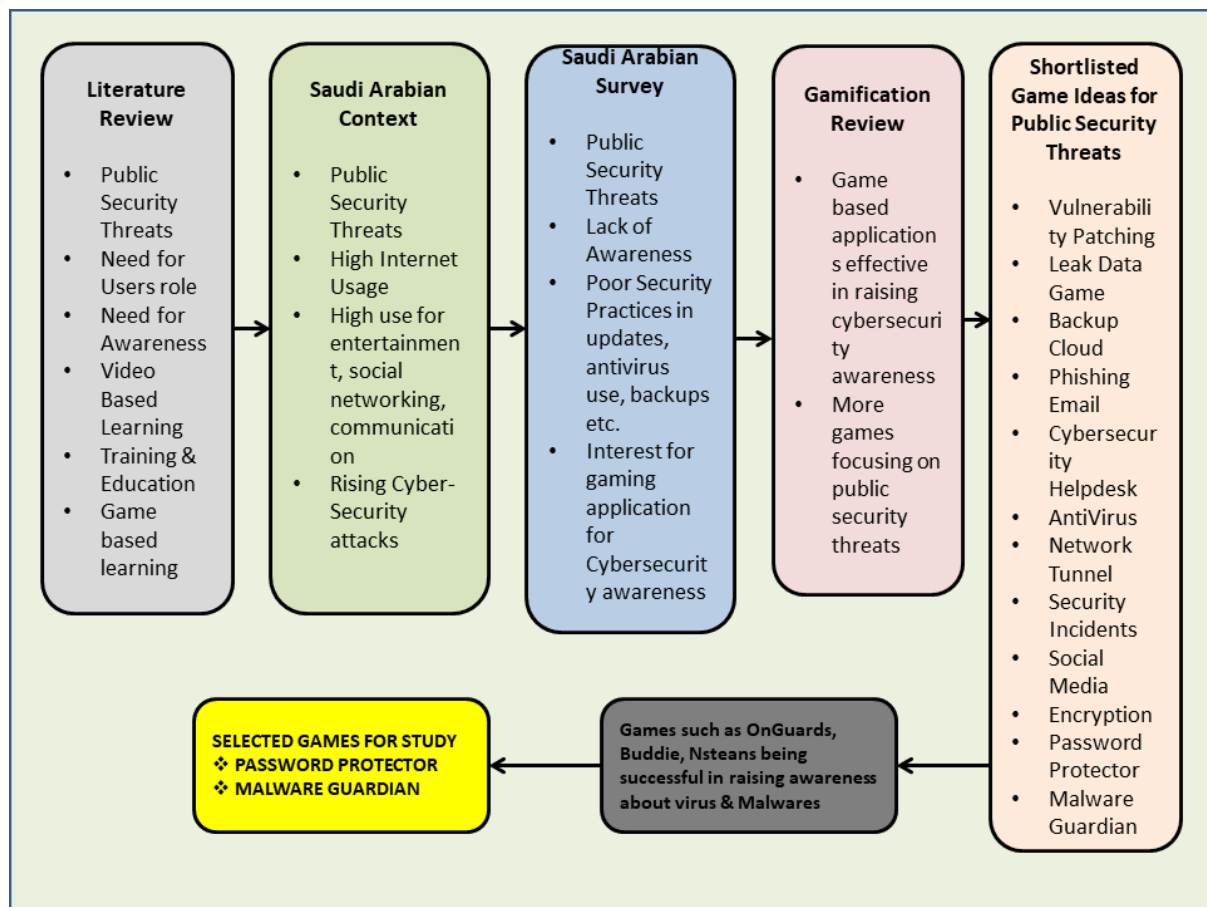 Literature
Review
• Public
Security
Threats
• Need for
Users role
• Need for
Awareness
• Video
Based
Learning
• Training &
Education
• Game
based
learning
Saudi Arabian
Context
• Public
Security
Threats
• High Internet
Usage
• High use for
entertainmen
t, social
networking,
communicati
on
• Rising Cyber-
Security
attacks
Saudi Arabian
Survey
• Public
Security
Threats
• Lack of
Awareness
• Poor Security
Practices in
updates,
antivirus
use, backups
etc.
• Interest for
gaming
application
for
Cybersecurit
y awareness
Gamification
Review
• Game
based
application
s effective
in raising
cybersecuri
ty
awareness
• More
games
focusing on
public
security
threats
Shortlisted
Game Ideas for
Public Security
Threats
• Vulnerabili
ty Patching
• Leak Data
Game
• Backup
Cloud
• Phishing
Email
• Cybersecur
ity
Helpdesk
• AntiVirus
• Network
Tunnel
• Security
Incidents
• Social
Media
• Encryption
• Password
Protector
• Malware
Guardian
Games such as OnGuards,
Buddie, Nsteans being
successful in raising awareness
about virus & Malwares
SELECTED GAMES FOR STUDY
❖ PASSWORD PROTECTOR
❖ MALWARE GUARDIAN